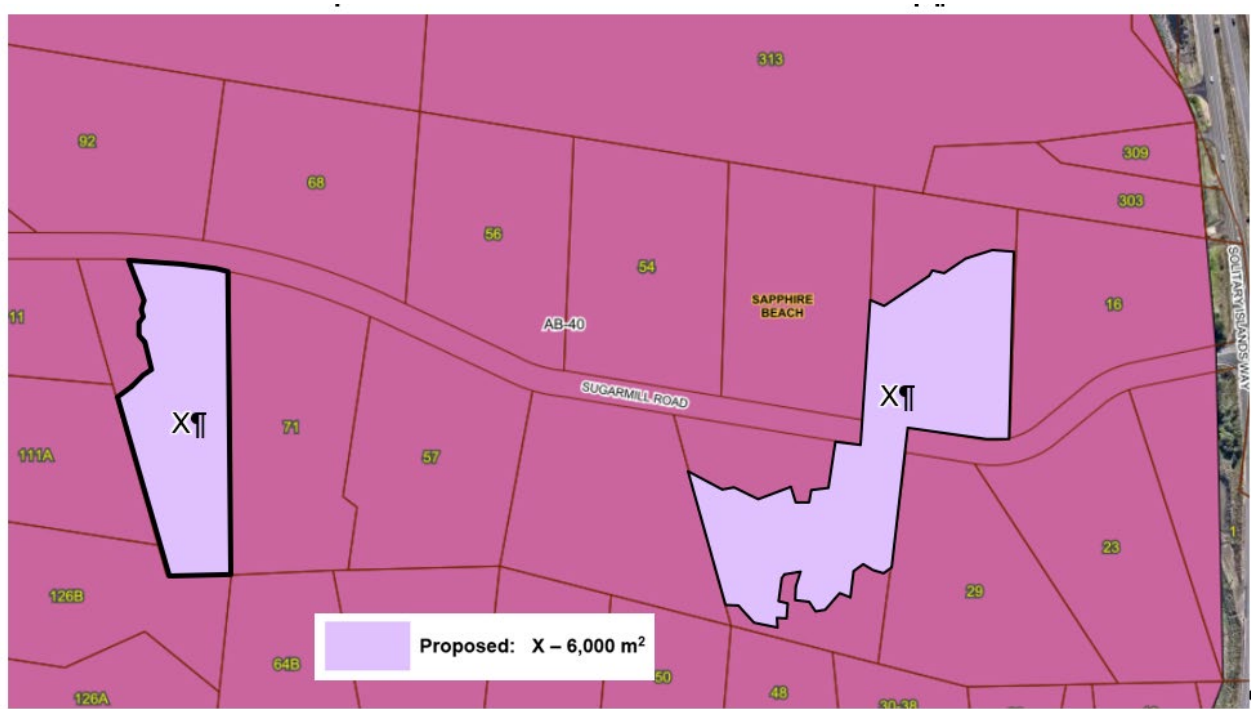 313
92
309
68
303
56
54
SAPPHIRE
BEACH
16
SOLITARY ISLANDS WAY
11
AB-40
SUGARMILL ROAD
X¶
X¶
71
57
111A
1
23
29
126B
Proposed: X – 6,000 m²
64B
50
48
126A
30-38